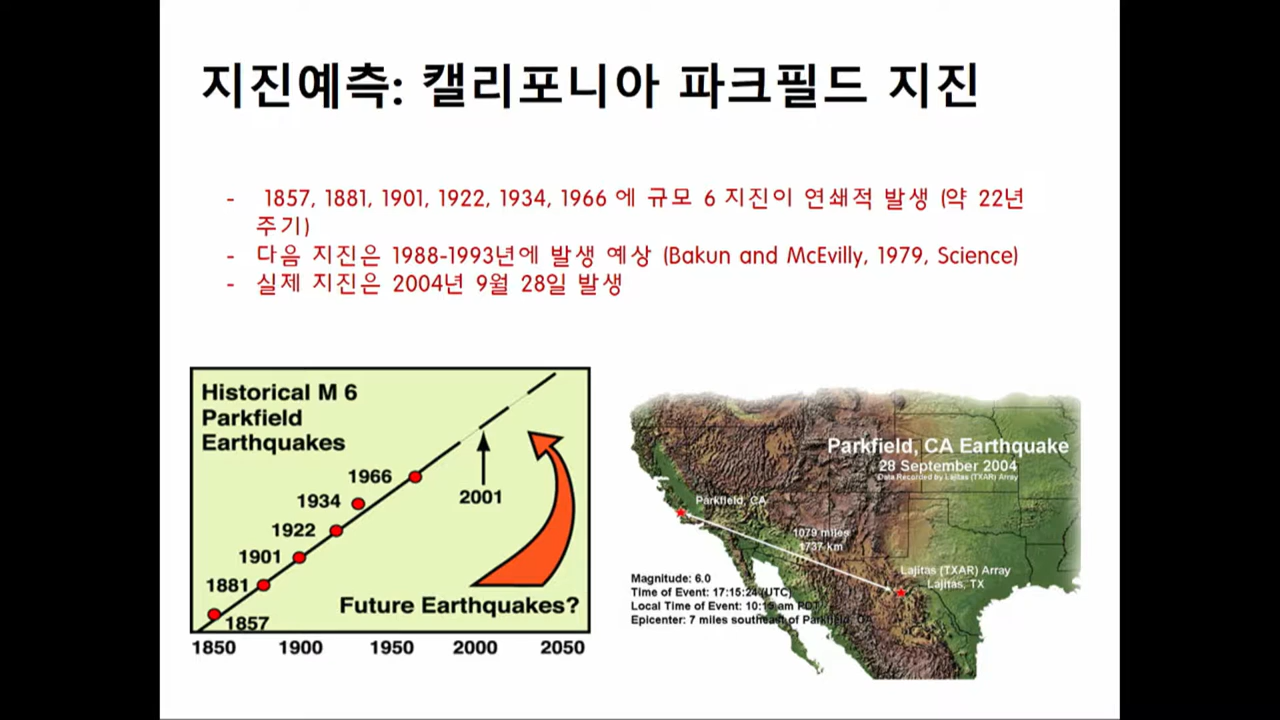 지진예측: 캘리포니아 파크필드 지진
- 1857, 1881, 1901, 1922, 1934, 1966 에 규모 6 지진이 연쇄적 발생 (약 22년
주기)
- 다음 지진은 1988-1993년에 발생 예상 (Bakun and McEvilly, 1979, Science)
- 실제 지진은 2004년 9월 28일 발생
Historical M 6
Parkfield
Earthquakes
1966
1934
1922
1901
1881
1857
2001
Future Earthquakes?
1850 1900 1950 2000 2050
Parkfield, CA Earthquake
28 September 2004
Data Recorded by Lajitas (TXAR) Array
Parkfield, CA
1079 miles
1737 km
Lajitas (TXAR) Array
Lajitas, TX
Magnitude: 6.0
Time of Event: 17:15:24 (UTC)
Local Time of Event: 10:15 am PDT
Epicenter: 7 miles southeast of Parkfield, CA